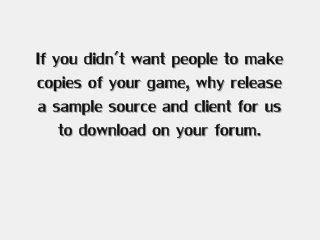 If you didn't want people to make
copies of your game, why release
a sample source and client for us
to download on your forum.